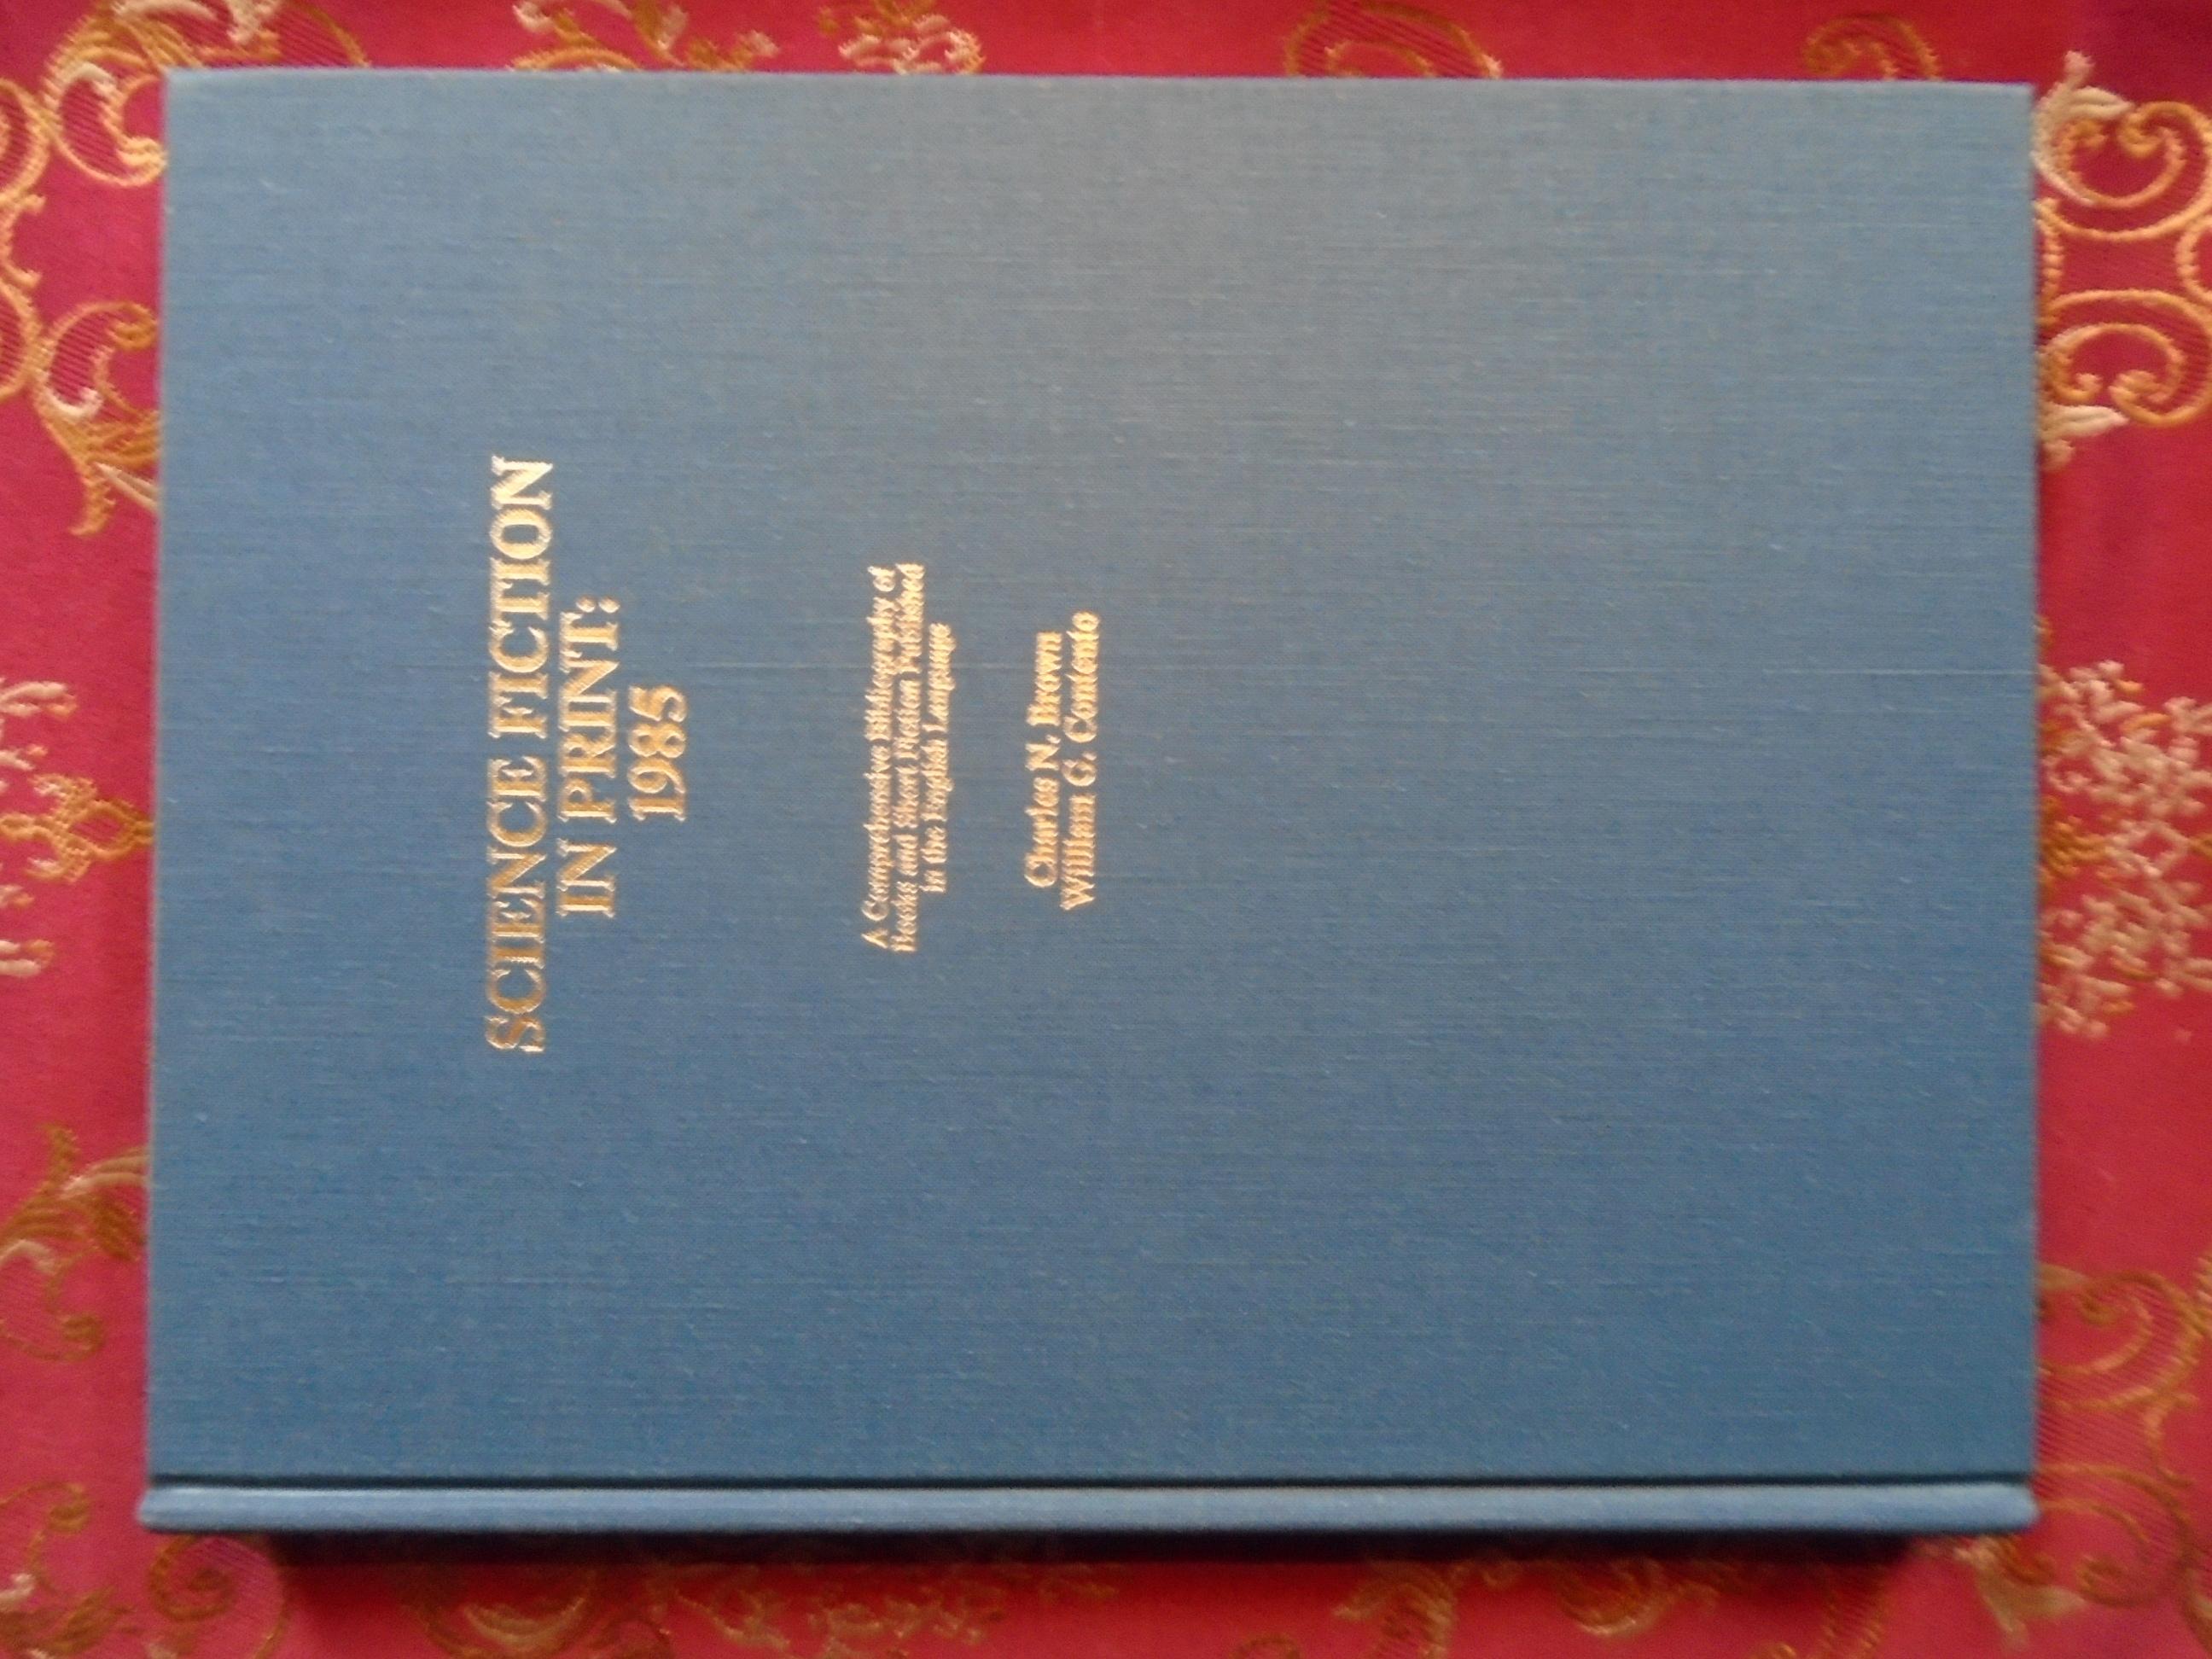 SCIENCE FICTION
IN PRINT:
1985
A Comprehensive Bibliography of
Books and Short Fiction Published
in the English Language
Charles N. Brown
William G. Contento